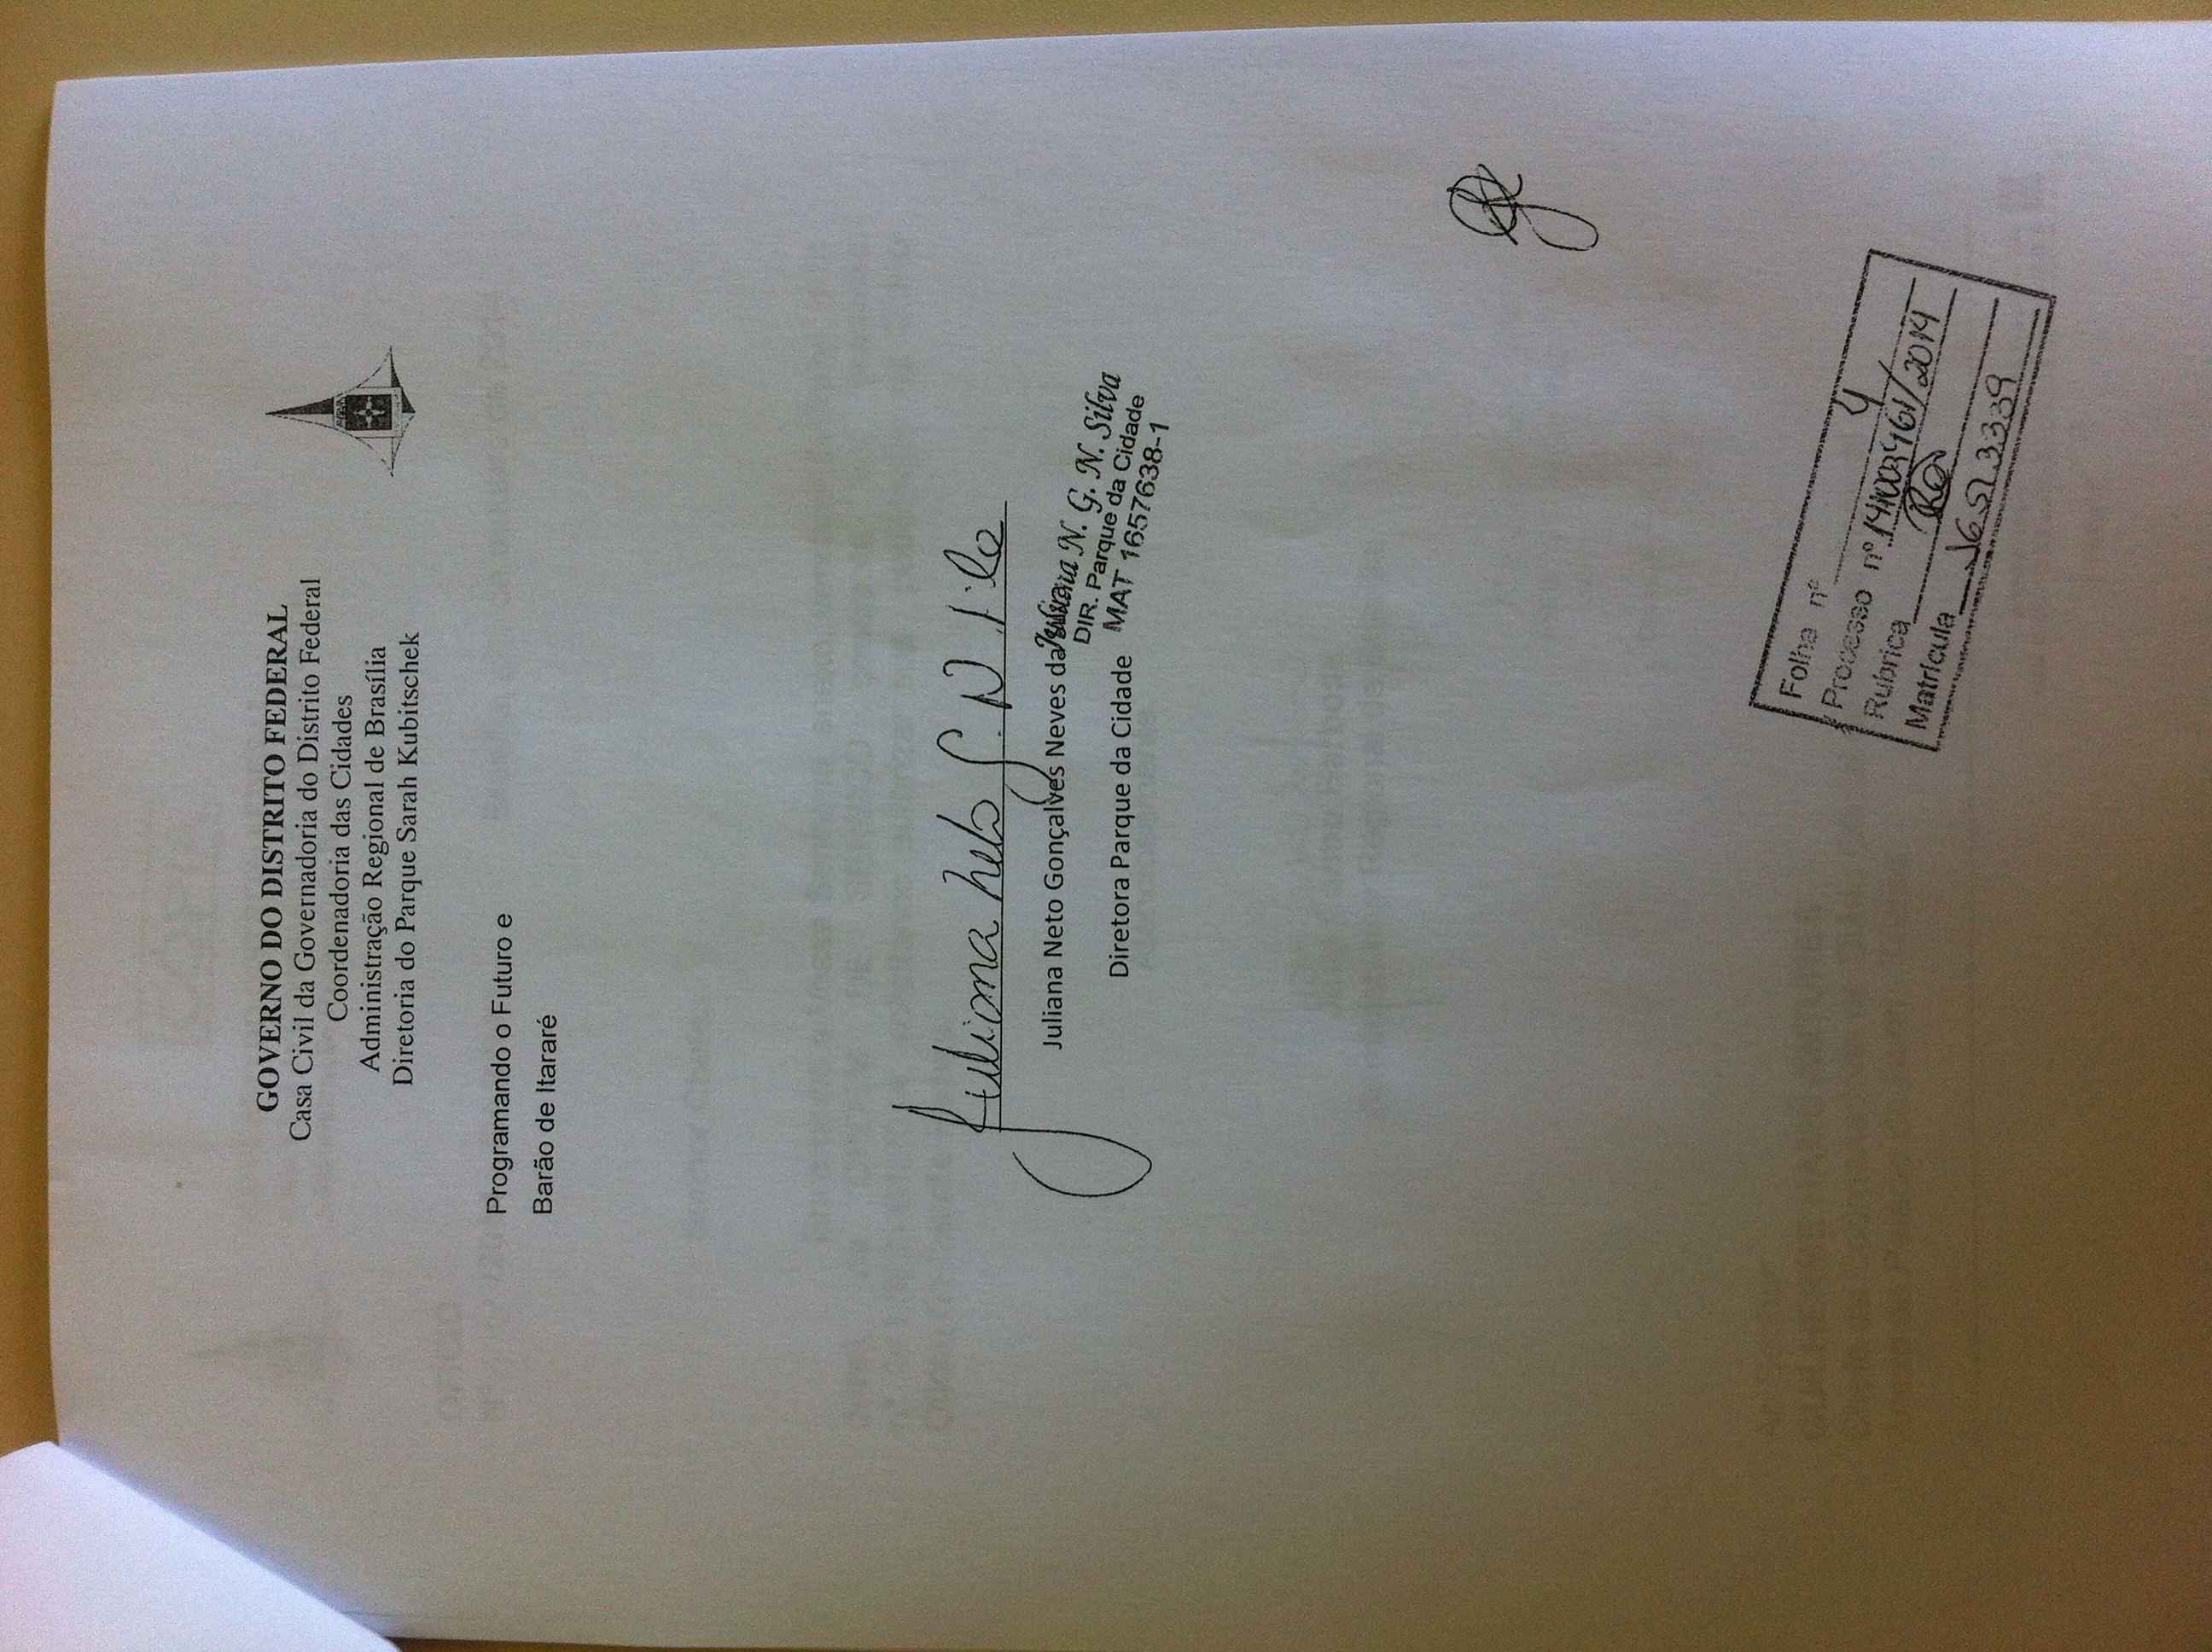 GOVERNO DO DISTRITO FEDERAL
Casa Civil da Governadoria do Distrito Federal
Coordenadoria das Cidades
Administração Regional de Brasília
Diretoria do Parque Sarah Kubitschek
Programando o Futuro e
Barão de Itararé
Juliana Neto G. N. Silva
Juliana Neto Gonçalves Neves da Silva
Juliana N. G. N. Silva
DIR. Parque da Cidade
MAT 1657638-1
Diretora Parque da Cidade
Folha nº 4
Processo nº 141003461/2014
Rubrica
Matrícula 16573339